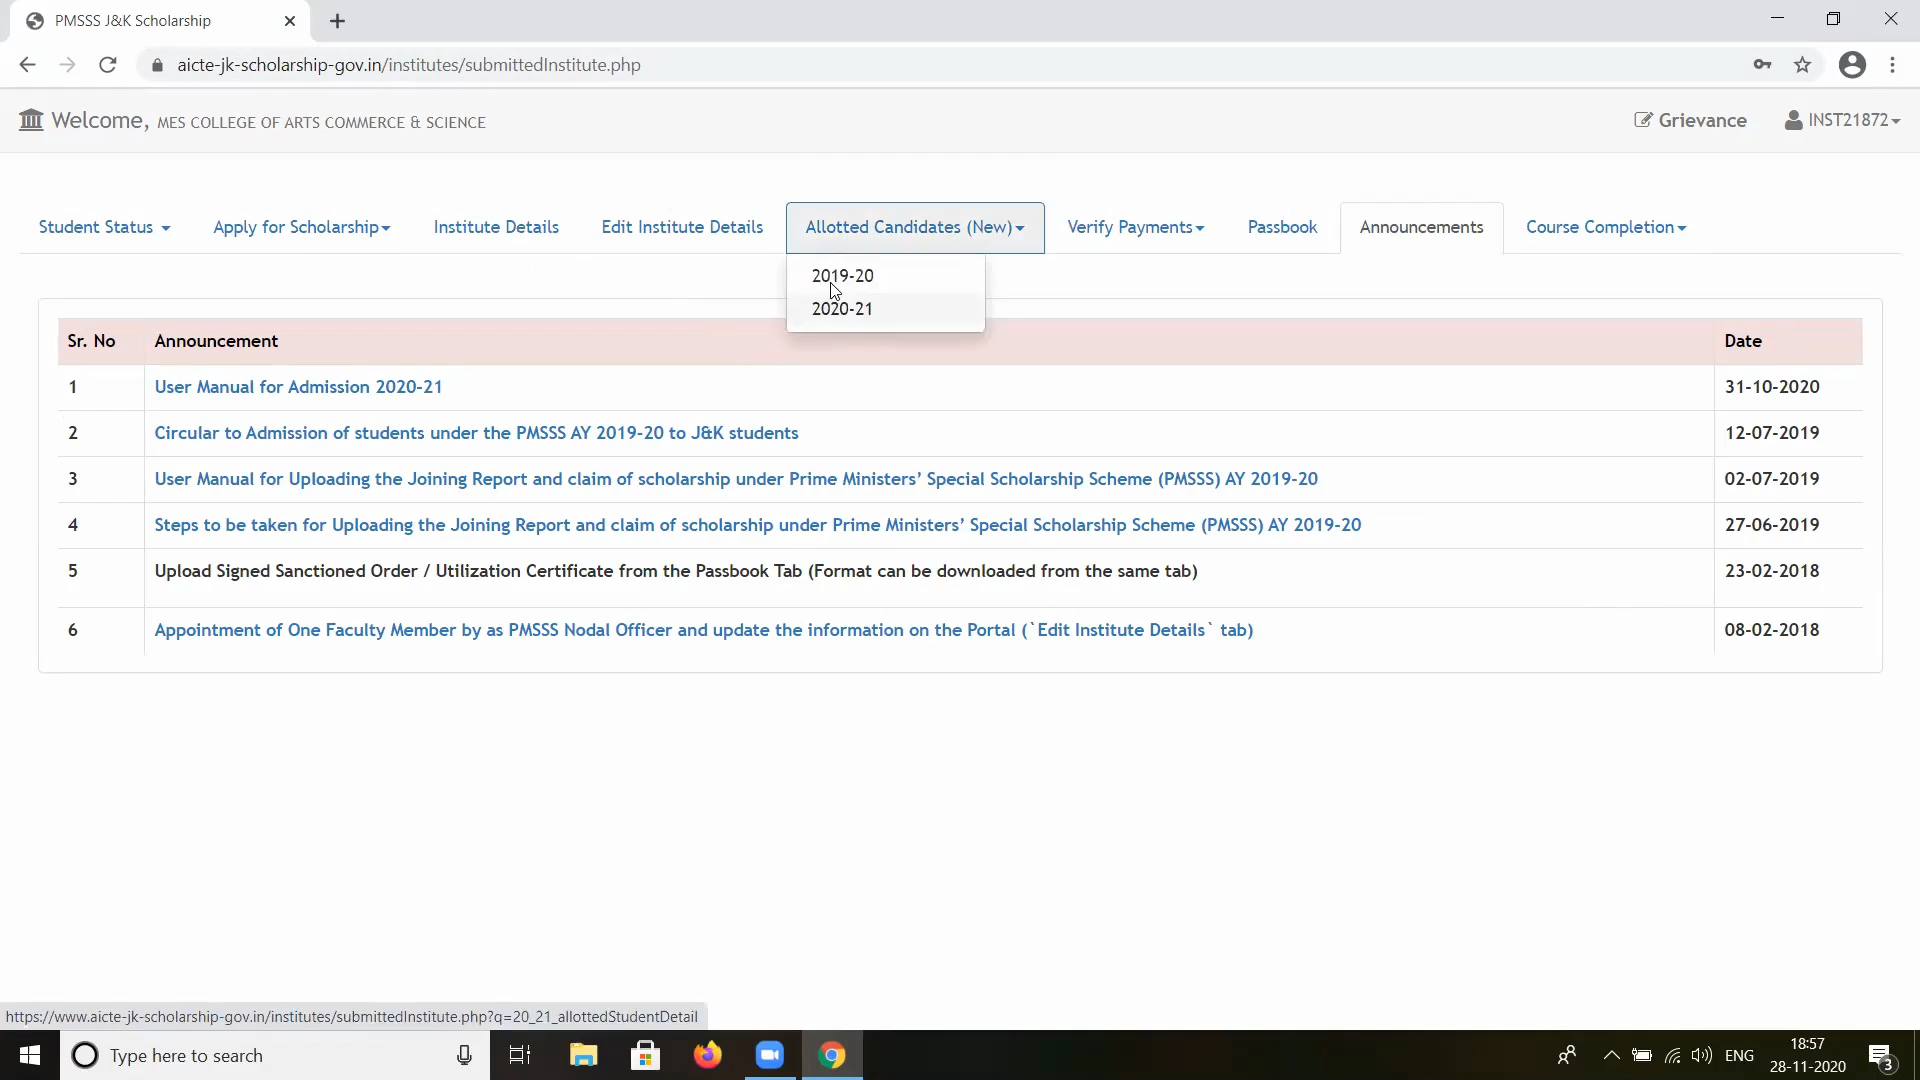 PMSSS J&K Scholarship
aicte-jk-scholarship-gov.in/institutes/submittedInstitute.php
Welcome, MES COLLEGE OF ARTS COMMERCE & SCIENCE
Grievance
INST21872
Student Status
Apply for Scholarship
Institute Details
Edit Institute Details
Allotted Candidates (New)
Verify Payments
Passbook
Announcements
Course Completion
2019-20
2020-21
Sr. No Announcement Date
1 User Manual for Admission 2020-21 31-10-2020
2 Circular to Admission of students under the PMSSS AY 2019-20 to J&K students 12-07-2019
3 User Manual for Uploading the Joining Report and claim of scholarship under Prime Ministers’ Special Scholarship Scheme (PMSSS) AY 2019-20 02-07-2019
4 Steps to be taken for Uploading the Joining Report and claim of scholarship under Prime Ministers’ Special Scholarship Scheme (PMSSS) AY 2019-20 27-06-2019
5 Upload Signed Sanctioned Order / Utilization Certificate from the Passbook Tab (Format can be downloaded from the same tab) 23-02-2018
6 Appointment of One Faculty Member by as PMSSS Nodal Officer and update the information on the Portal (`Edit Institute Details` tab) 08-02-2018
https://www.aicte-jk-scholarship-gov.in/institutes/submittedInstitute.php?q=20_21_allottedStudentDetail
Type here to search
ENG
18:57
28-11-2020
3